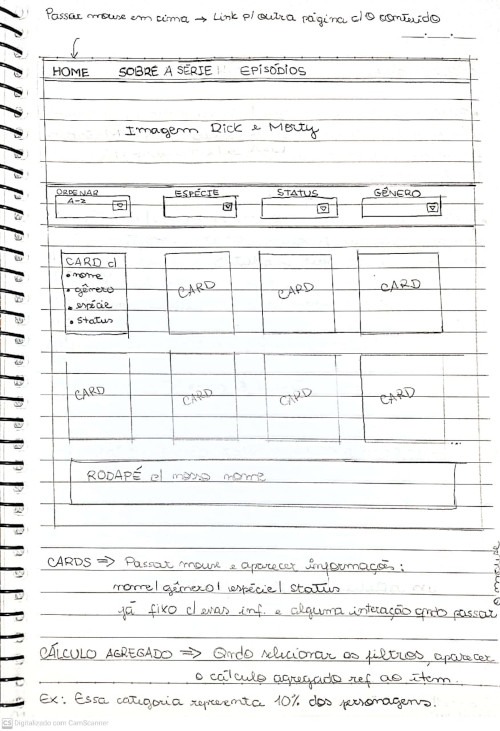 Passar mouse em cima → Link p/ outra página c/ o conteúdo
HOME SOBRE A SÉRIE EPISÓDIOS
Imagem Rick e Morty
ORDENAR ESPÉCIE STATUS GÊNERO
A-Z
CARD c/
• nome
• gênero
• espécie
• status
CARD CARD CARD
CARD CARD CARD CARD
...
RODAPÉ c/ nosso nome
CARDS => Passar mouse e aparecer informações:
nome/ gênero/ espécie/ status
já fixo c/ essas inf. e alguma interação qndo passar
o mouse
CÁLCULO AGREGADO => Qndo selecionar os filtros, aparecer
o cálculo agregado ref ao item.
Ex: Essa categoria representa 10% dos personagens.
CS Digitalizado com CamScanner